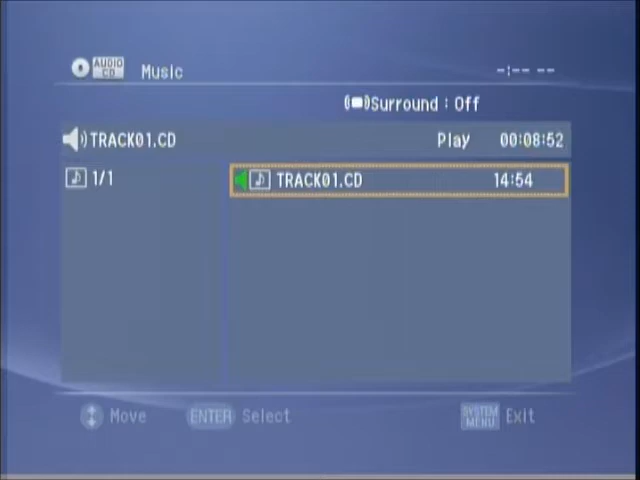 AUDIO CD Music -:-- --
Surround : Off
TRACK01.CD Play 00:08:52
1/1 TRACK01.CD 14:54
Move ENTER Select SYSTEM MENU Exit